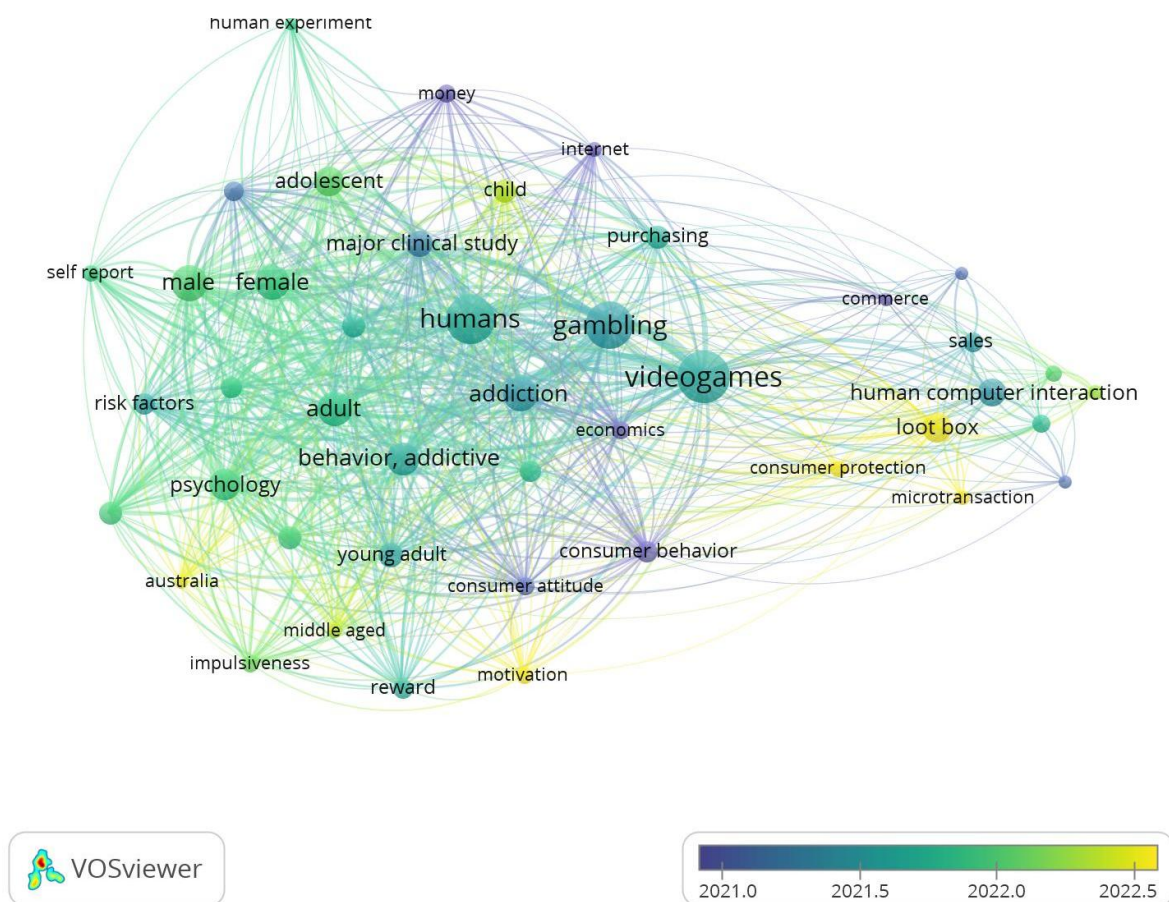 human experiment
money
internet
adolescent
child
major clinical study
purchasing
self report
male
female
commerce
humans
gambling
sales
videogames
addiction
human computer interaction
risk factors
adult
economics
loot box
behavior, addictive
consumer protection
psychology
microtransaction
young adult
consumer behavior
australia
consumer attitude
middle aged
impulsiveness
motivation
reward
VOSviewer
2021.0 2021.5 2022.0 2022.5